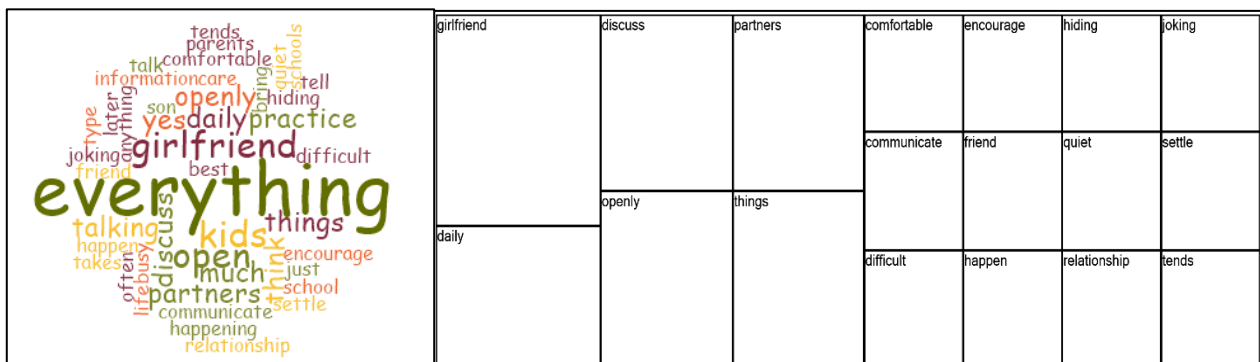 tends
parents
comfortable
quiet
schools
talk
informationcare
bring
tell
openly
hiding
son
type
later
anything
yes
daily
practice
girlfriend
joking
difficult
friend
best
everything
talking
discuss
kids
things
happen
takes
open
think
encourage
often
lifebusy
much
just
school
partners
settle
communicate
happening
relationship
girlfriend
discuss
partners
comfortable
encourage
hiding
joking
communicate
friend
quiet
settle
openly
things
daily
difficult
happen
relationship
tends